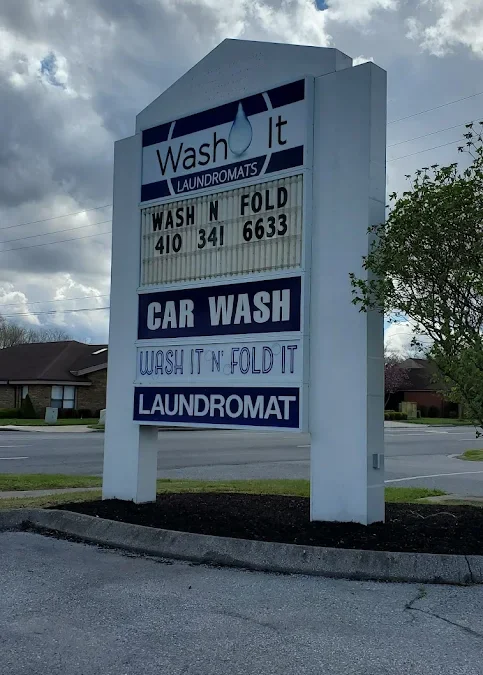 Wash It
LAUNDROMATS
WASH N FOLD
410 341 6633
CAR WASH
WASH IT N' FOLD IT
LAUNDROMAT